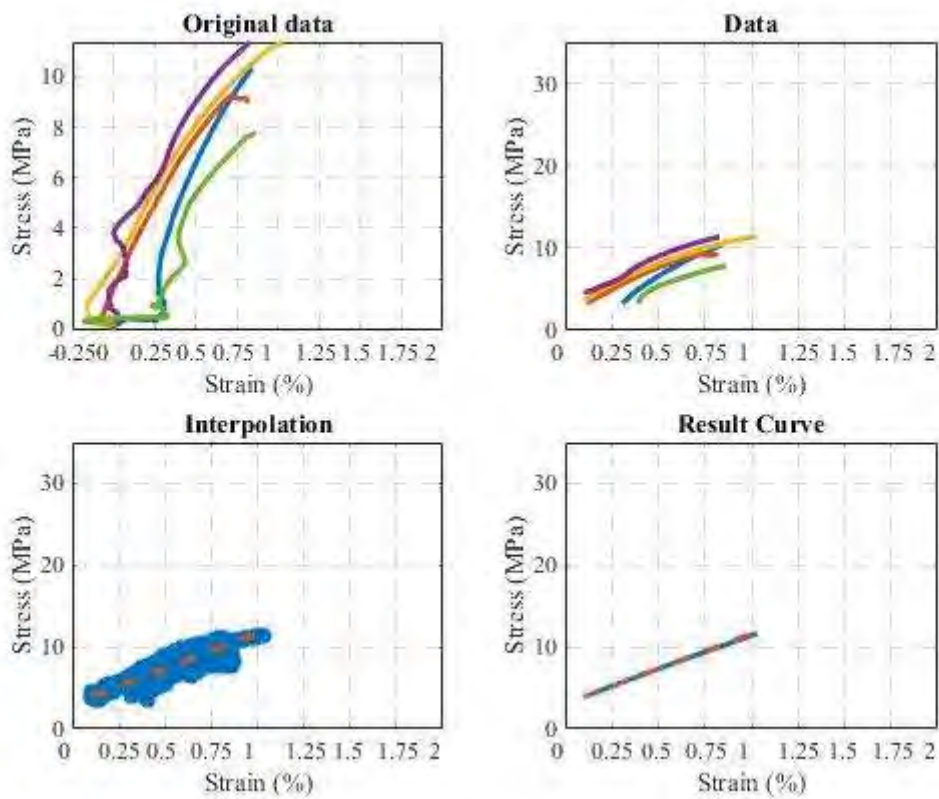 Original data
Stress (MPa)
10
8
6
4
2
0
-0.250 0.25 0.5 0.75 1 1.25 1.5 1.75 2
Strain (%)
Data
Stress (MPa)
30
20
10
0
0 0.25 0.5 0.75 1 1.25 1.5 1.75 2
Strain (%)
Interpolation
Stress (MPa)
30
20
10
0
0 0.25 0.5 0.75 1 1.25 1.5 1.75 2
Strain (%)
Result Curve
Stress (MPa)
30
20
10
0
0 0.25 0.5 0.75 1 1.25 1.5 1.75 2
Strain (%)